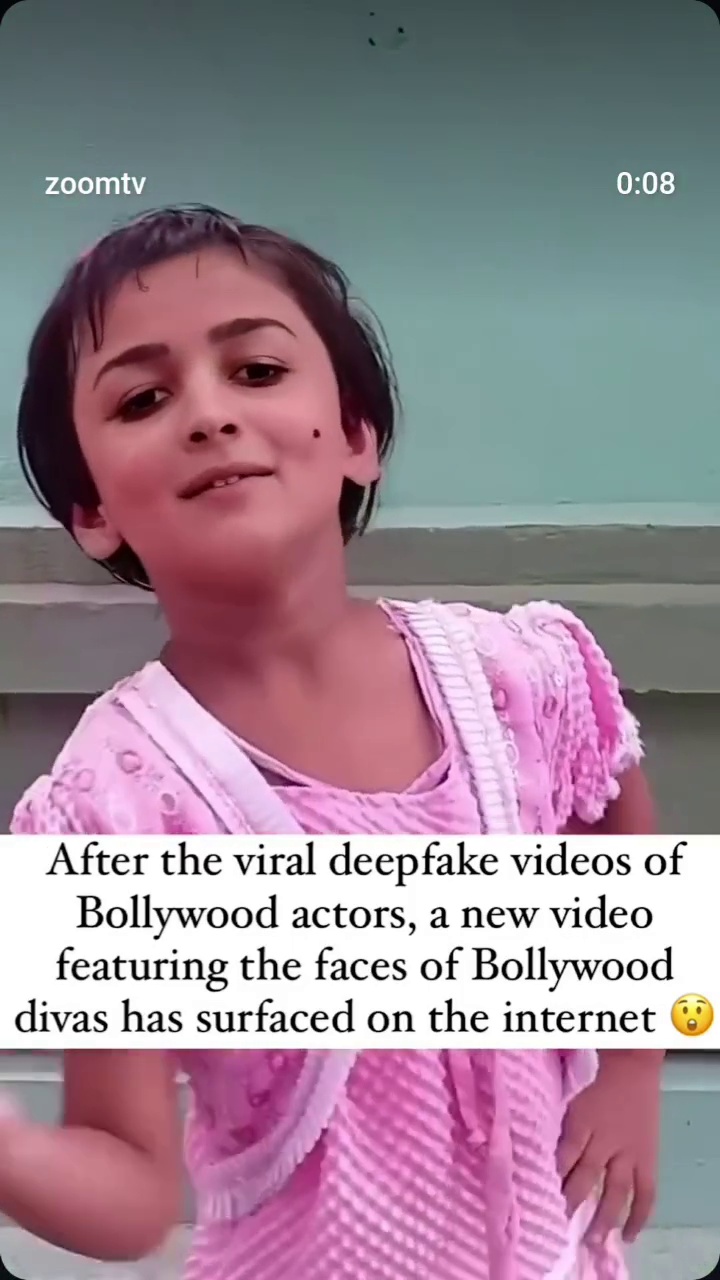 zoomtv 0:08
After the viral deepfake videos of
Bollywood actors, a new video
featuring the faces of Bollywood
divas has surfaced on the internet 😲